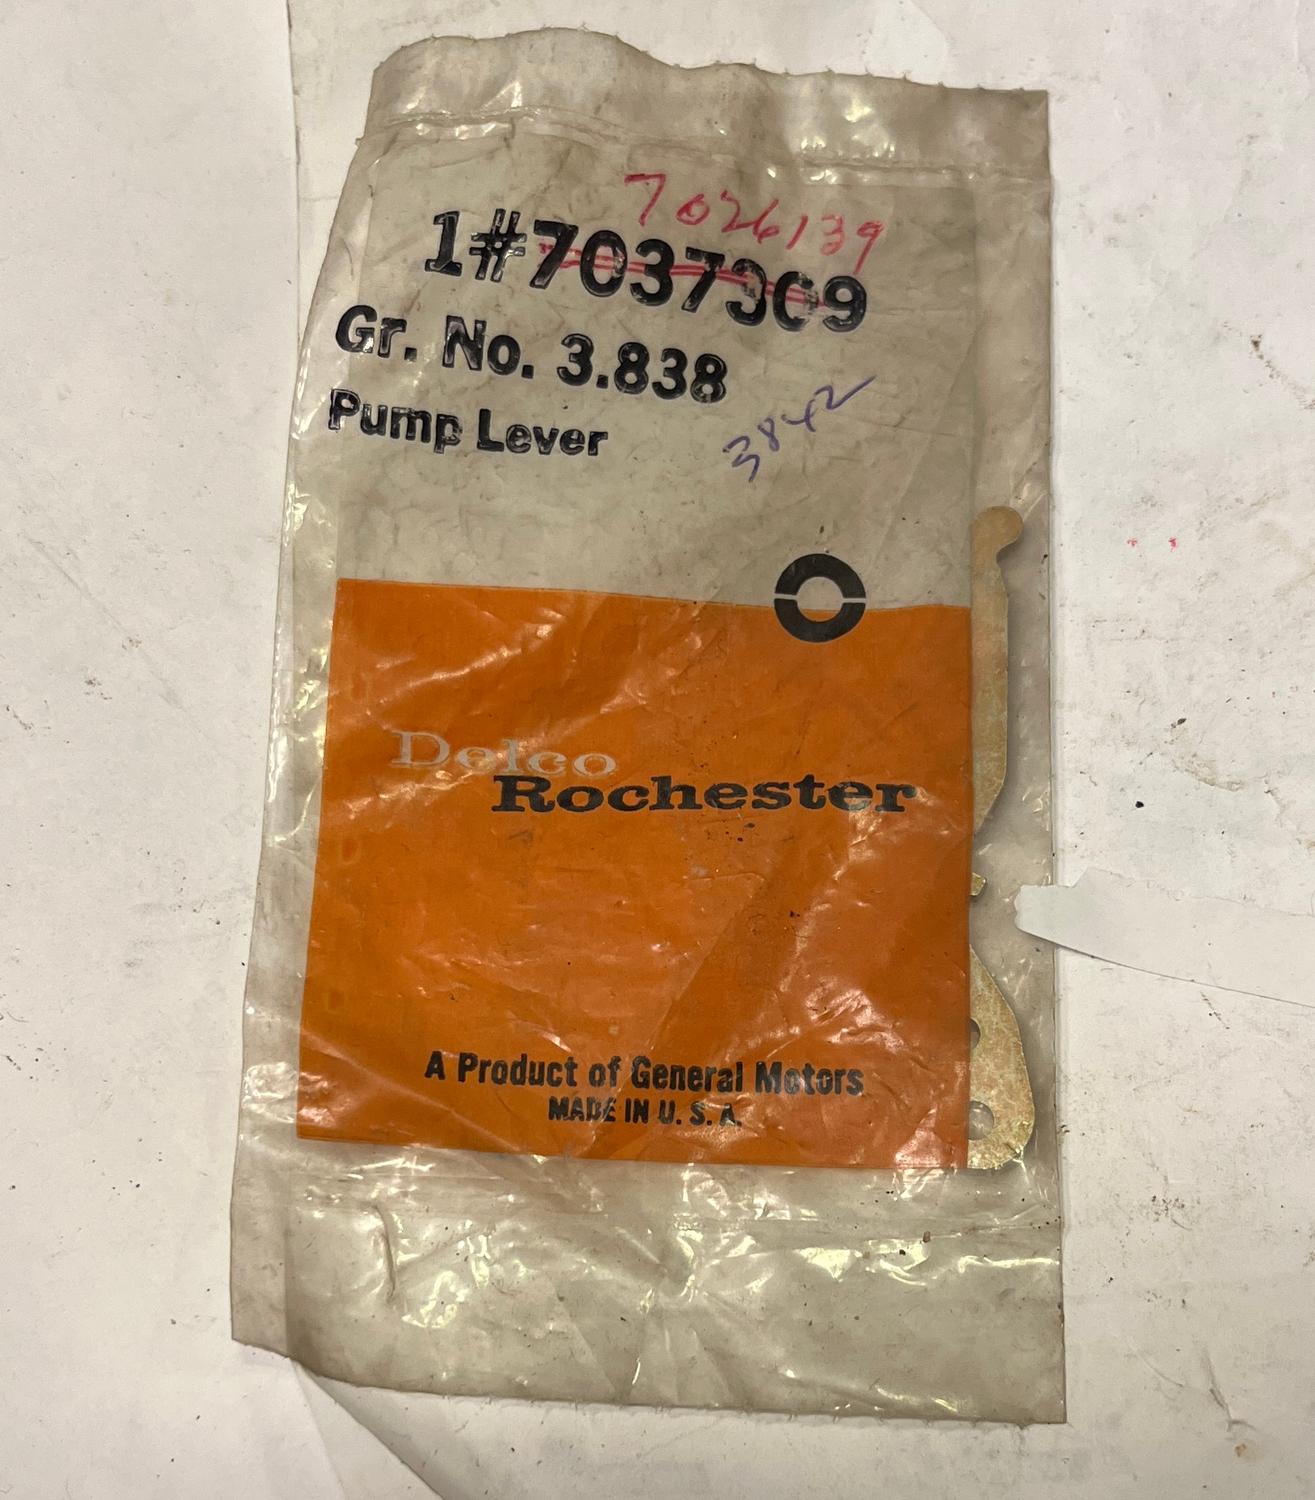 7026139
1#7037309
Gr. No. 3.838
Pump Lever
3842
Delco
Rochester
A Product of General Motors
MADE IN U. S. A.